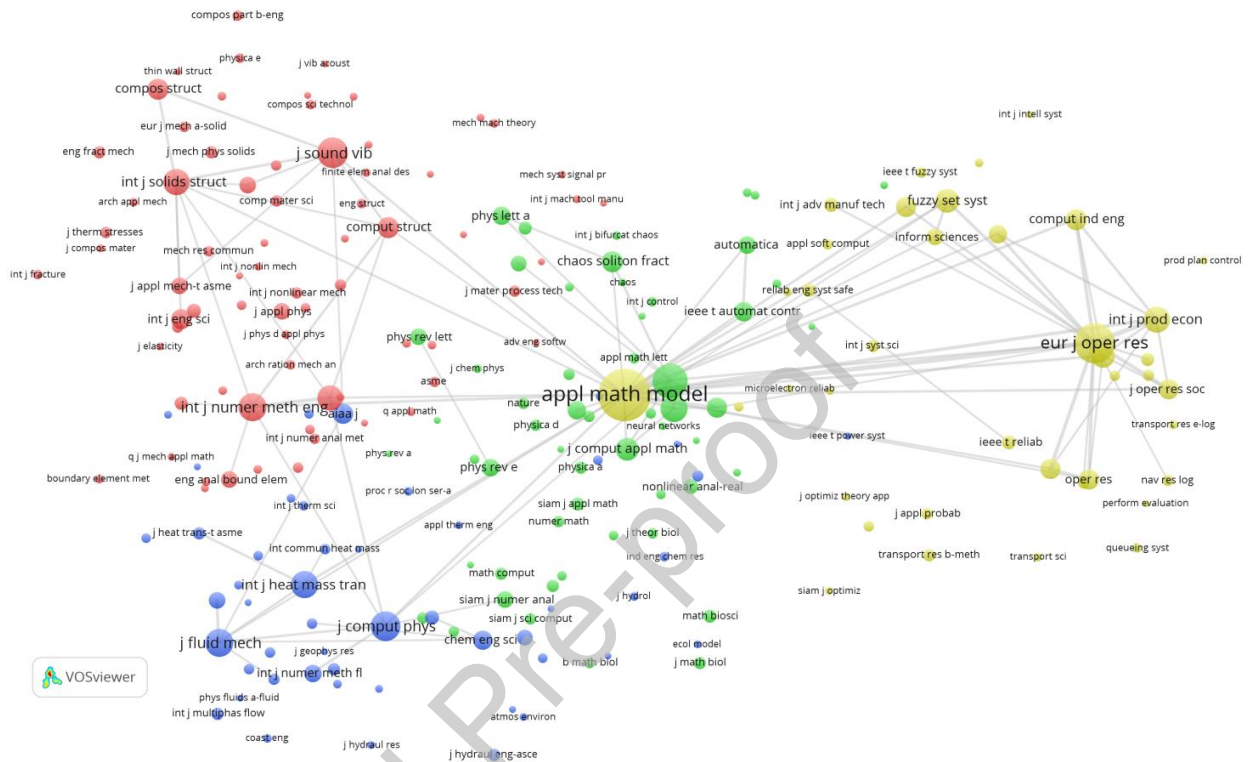 compos part b-eng
physica e
j vib acoust
thin wall struct
compos struct
compos sci technol
mech mach theory
int j intell syst
eur j mech a-solid
eng fract mech
j mech phys solids
j sound vib
finite elem anal des
int j solids struct
mech syst signal pr
ieee t fuzzy syst
comp mater sci
arch appl mech
eng struct
int j mach tool manu
int j adv manuf tech
fuzzy set syst
phys lett a
comput struct
comput ind eng
j therm stresses
j compos mater
int j bifurcat chaos
automatica
appl soft comput
inform sciences
mech res commun
chaos soliton fract
int j fracture
int j nonlin mech
chaos
prod plan control
j appl mech-t asme
int j nonlinear mech
j mater process tech
int j control
reliab eng syst safe
j appl phys
ieee t automat contr
int j eng sci
int j prod econ
j phys d appl phys
phys rev lett
j elasticity
adv eng softw
int j syst sci
eur j oper res
appl math lett
arch ration mech an
j chem phys
asme
appl math model
microelectron reliab
j oper res soc
int j numer meth eng
aiaa j
q appl math
nature
physica d
neural networks
transport res e-log
int j numer anal met
ieee t power syst
ieee t reliab
phys rev a
j comput appl math
q j mech appl math
phys rev e
physica a
boundary element met
eng anal bound elem
proc r soc lon ser-a
nonlinear anal-real
oper res
nav res log
j optimiz theory app
int j therm sci
siam j appl math
perform evaluation
j appl probab
numer math
appl therm eng
j heat trans-t asme
j theor biol
int commun heat mass
ind eng chem res
transport res b-meth
transport sci
queueing syst
math comput
int j heat mass tran
siam j optimiz
j hydrol
siam j numer anal
siam j sci comput
math biosci
j comput phys
chem eng sci
j fluid mech
ecol model
j geophys res
b math biol
j math biol
int j numer meth fl
VOSviewer
phys fluids a-fluid
int j multiphas flow
atmos environ
coast eng
j hydraul res
j hydraul eng-asce
Pre-proof